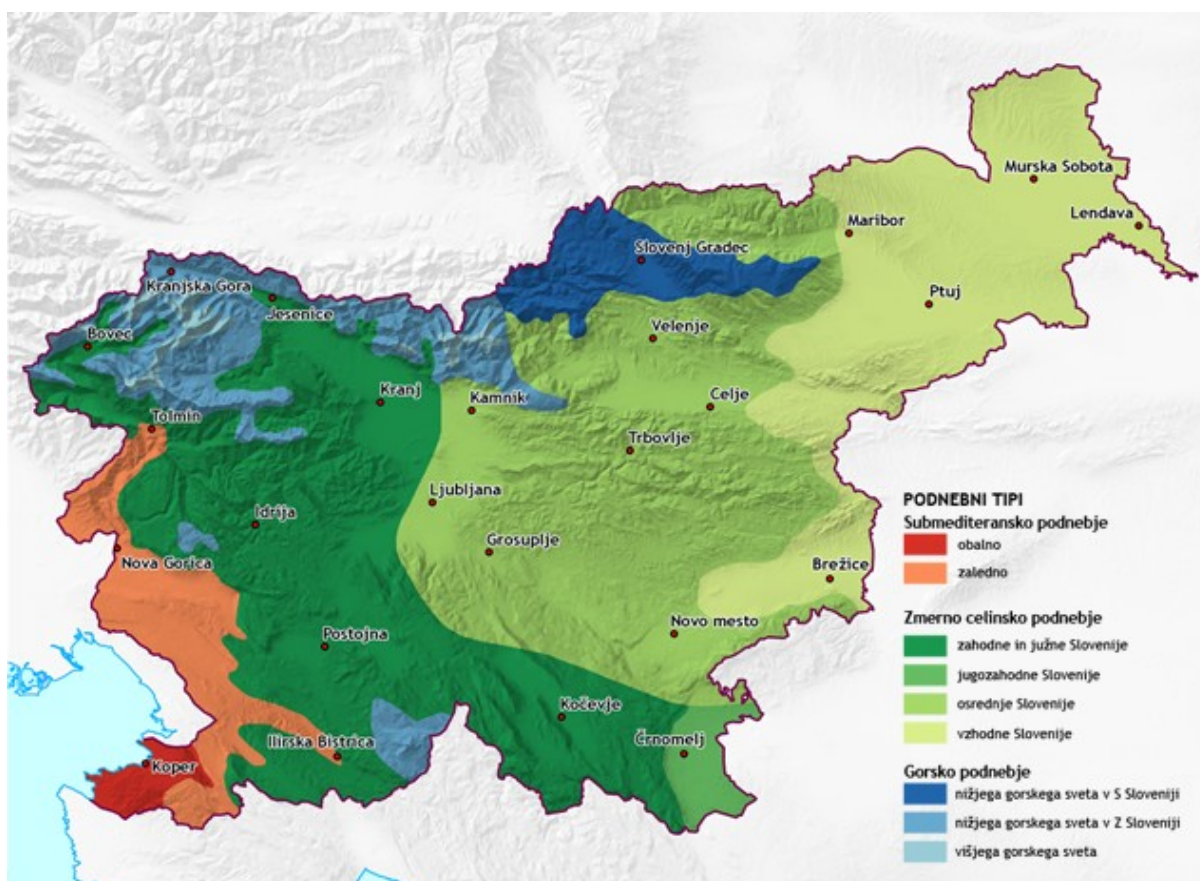 Murska Sobota
Lendava
Maribor
Slovenj Gradec
Kranjska Gora
Ptuj
Jesenice
Velenje
Bovec
Kranj
Kamnik
Celje
Tolmin
Trbovlje
Ljubljana
Idrija
Grosuplje
Nova Gorica
Brežice
Novo mesto
Postojna
Kočevje
Ilirska Bistrica
Črnomelj
Koper
PODNEBNI TIPI
Submediteransko podnebje
obalno
zaledno
Zmerno celinsko podnebje
zahodne in južne Slovenije
jugozahodne Slovenije
osrednje Slovenije
vzhodne Slovenije
Gorsko podnebje
nižjega gorskega sveta v S Sloveniji
nižjega gorskega sveta v Z Sloveniji
višjega gorskega sveta